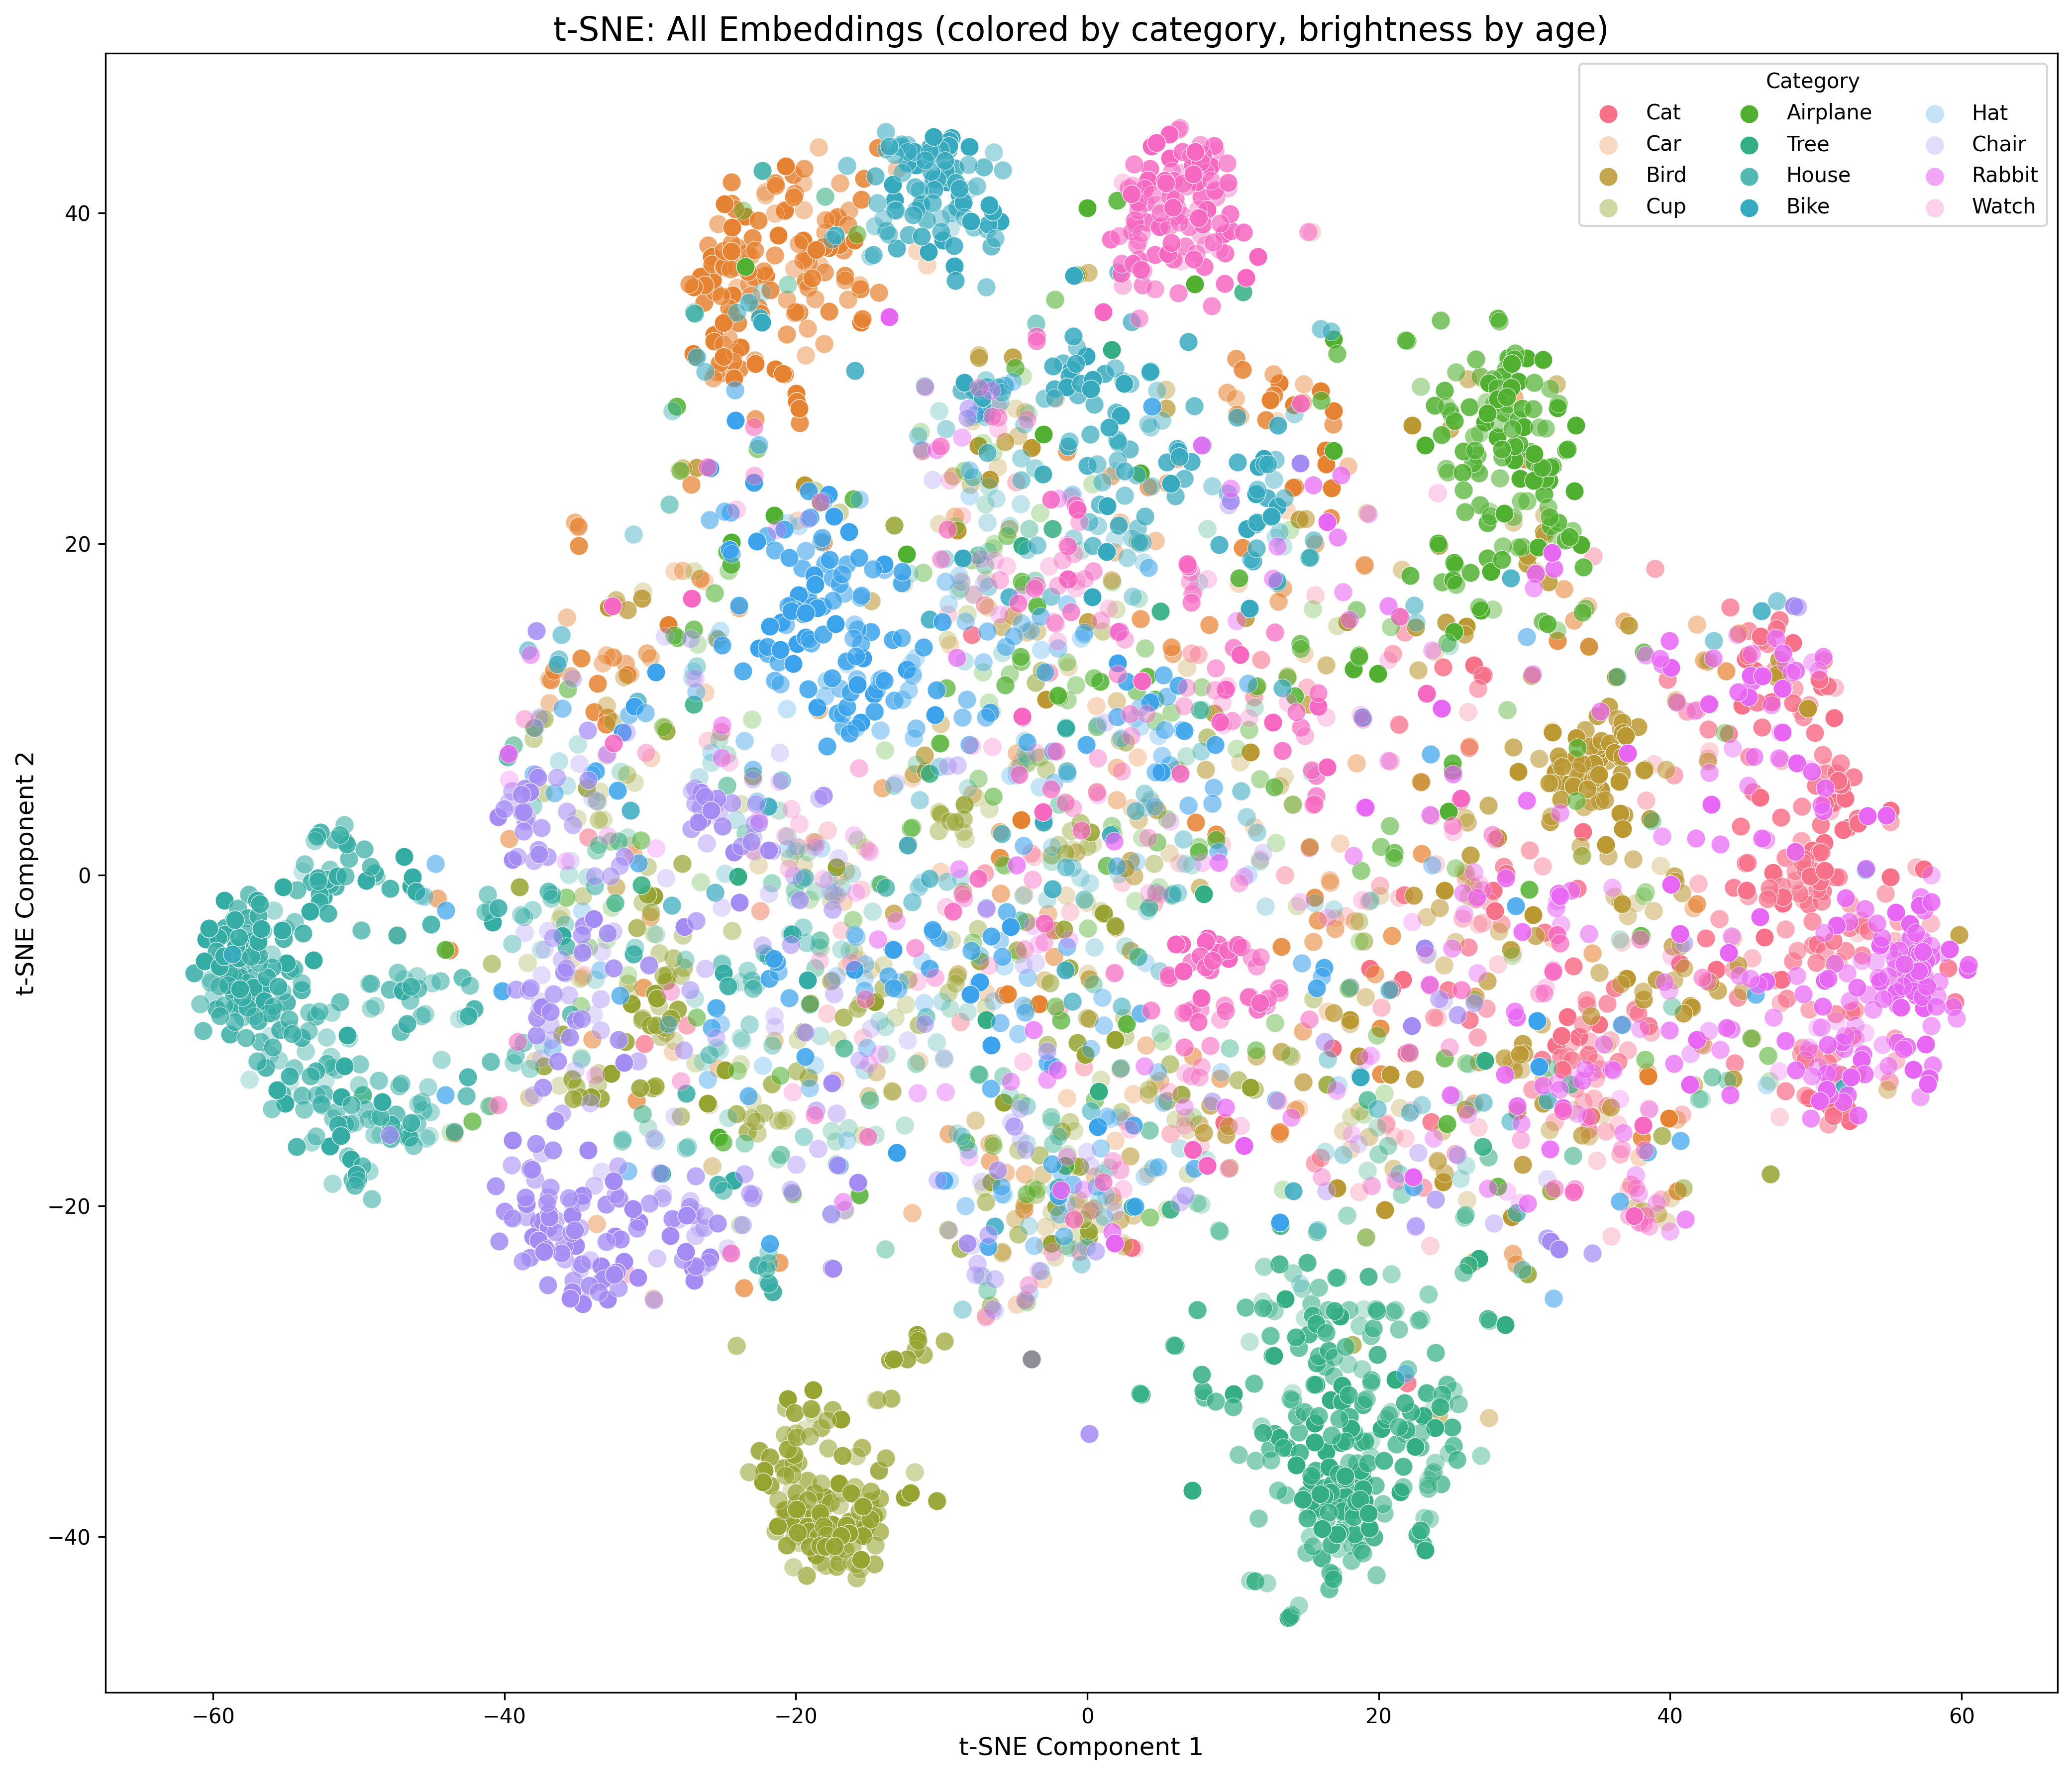 t-SNE: All Embeddings (colored by category, brightness by age)
Category
Cat Airplane Hat
Car Tree Chair
Bird House Rabbit
Cup Bike Watch
40
20
0
−20
−40
t-SNE Component 2
−60 −40 −20 0 20 40 60
t-SNE Component 1